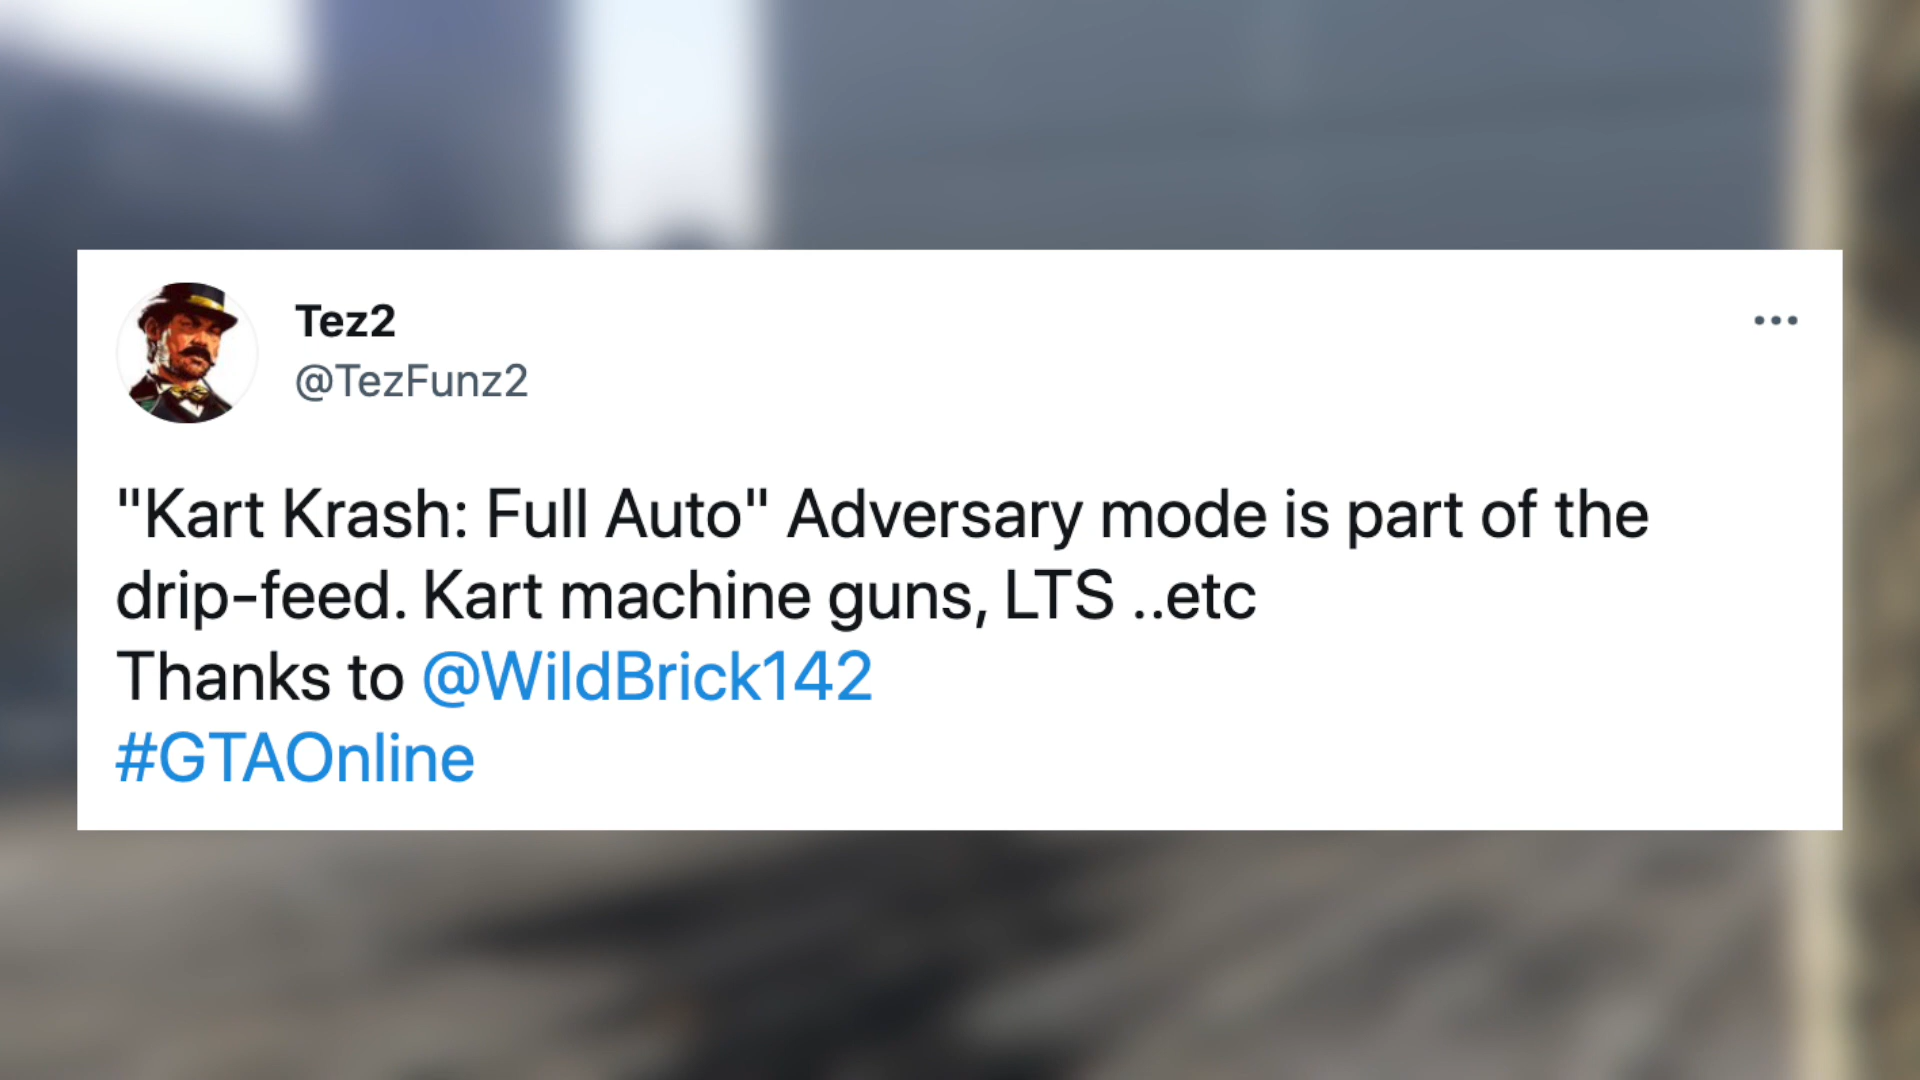 Tez2
@TezFunz2
"Kart Krash: Full Auto" Adversary mode is part of the
drip-feed. Kart machine guns, LTS ..etc
Thanks to @WildBrick142
#GTAOnline